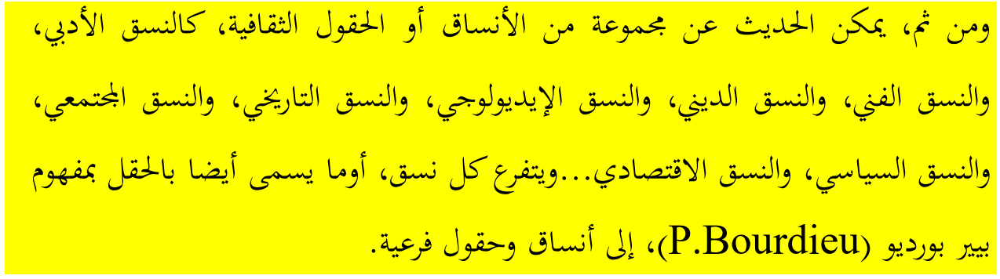 ومن ثم، يمكن الحديث عن مجموعة من الأنساق أو الحقول الثقافية، كالنسق الأدبي،
والنسق الفني، والنسق الديني، والنسق الإيديولوجي، والنسق التاريخي، والنسق المجتمعي،
والنسق السياسي، والنسق الاقتصادي...ويتفرع كل نسق، أوما يسمى أيضا بالحقل بمفهوم
بيير بورديو (P.Bourdieu)، إلى أنساق وحقول فرعية.